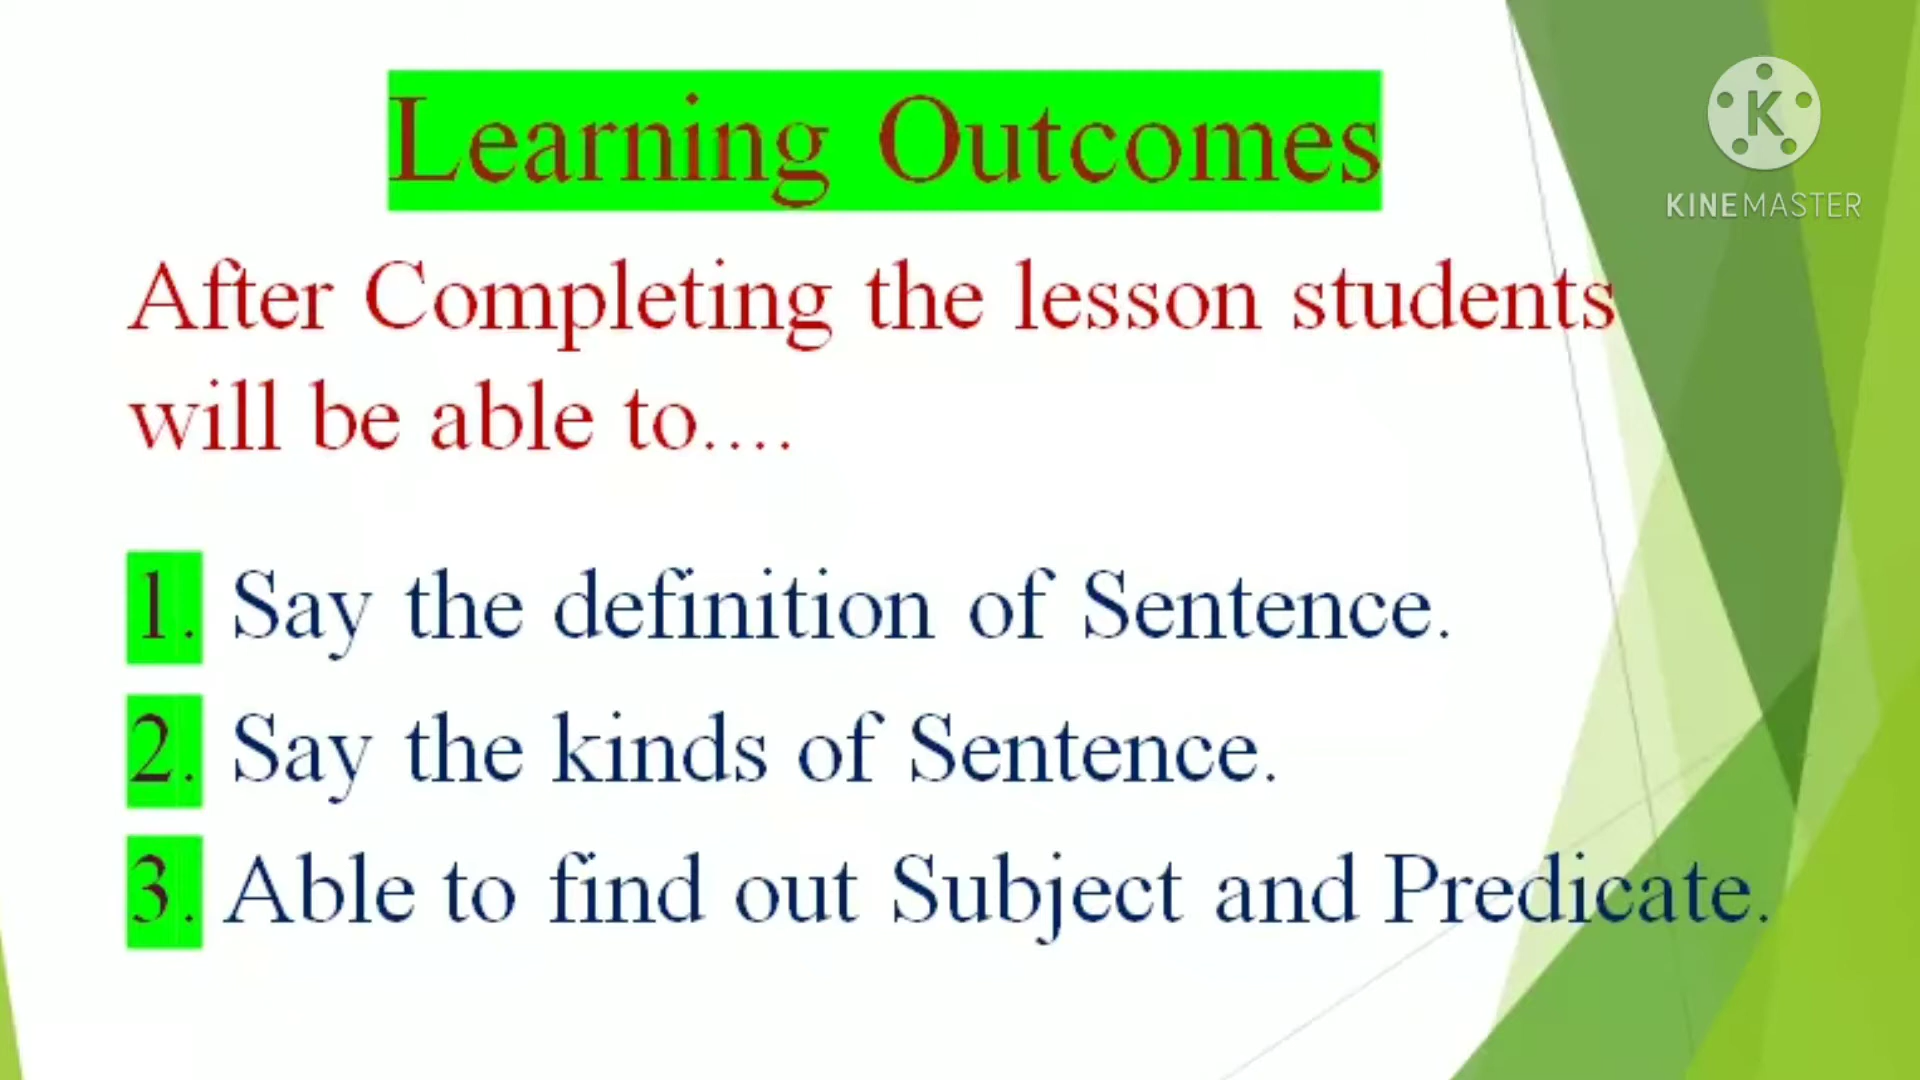 Learning Outcomes
K
KINEMASTER
After Completing the lesson students
will be able to....
1. Say the definition of Sentence.
2. Say the kinds of Sentence.
3. Able to find out Subject and Predicate.